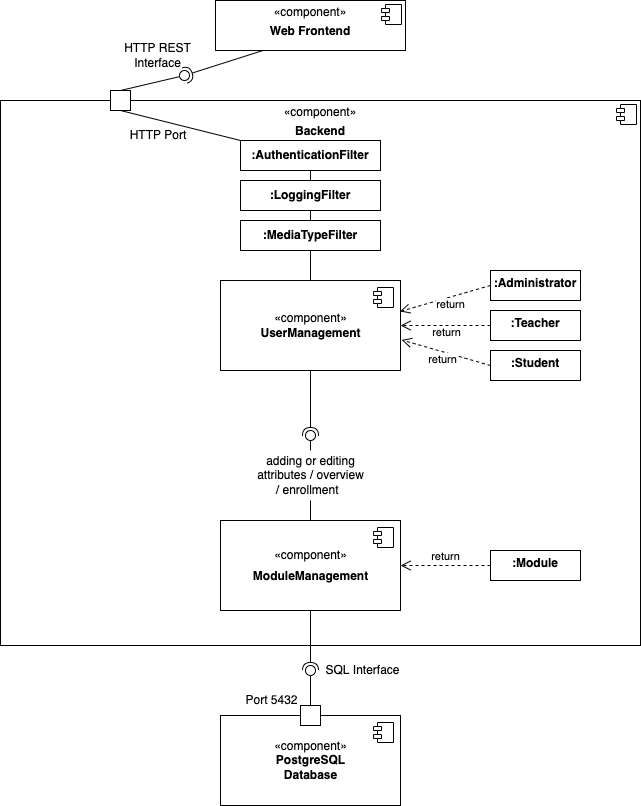 «component»
Web Frontend
HTTP REST
Interface
«component»
Backend
HTTP Port
:AuthenticationFilter
:LoggingFilter
:MediaTypeFilter
«component»
UserManagement
:Administrator
return
:Teacher
return
:Student
return
adding or editing
attributes / overview
/ enrollment
«component»
ModuleManagement
return
:Module
SQL Interface
Port 5432
«component»
PostgreSQL
Database